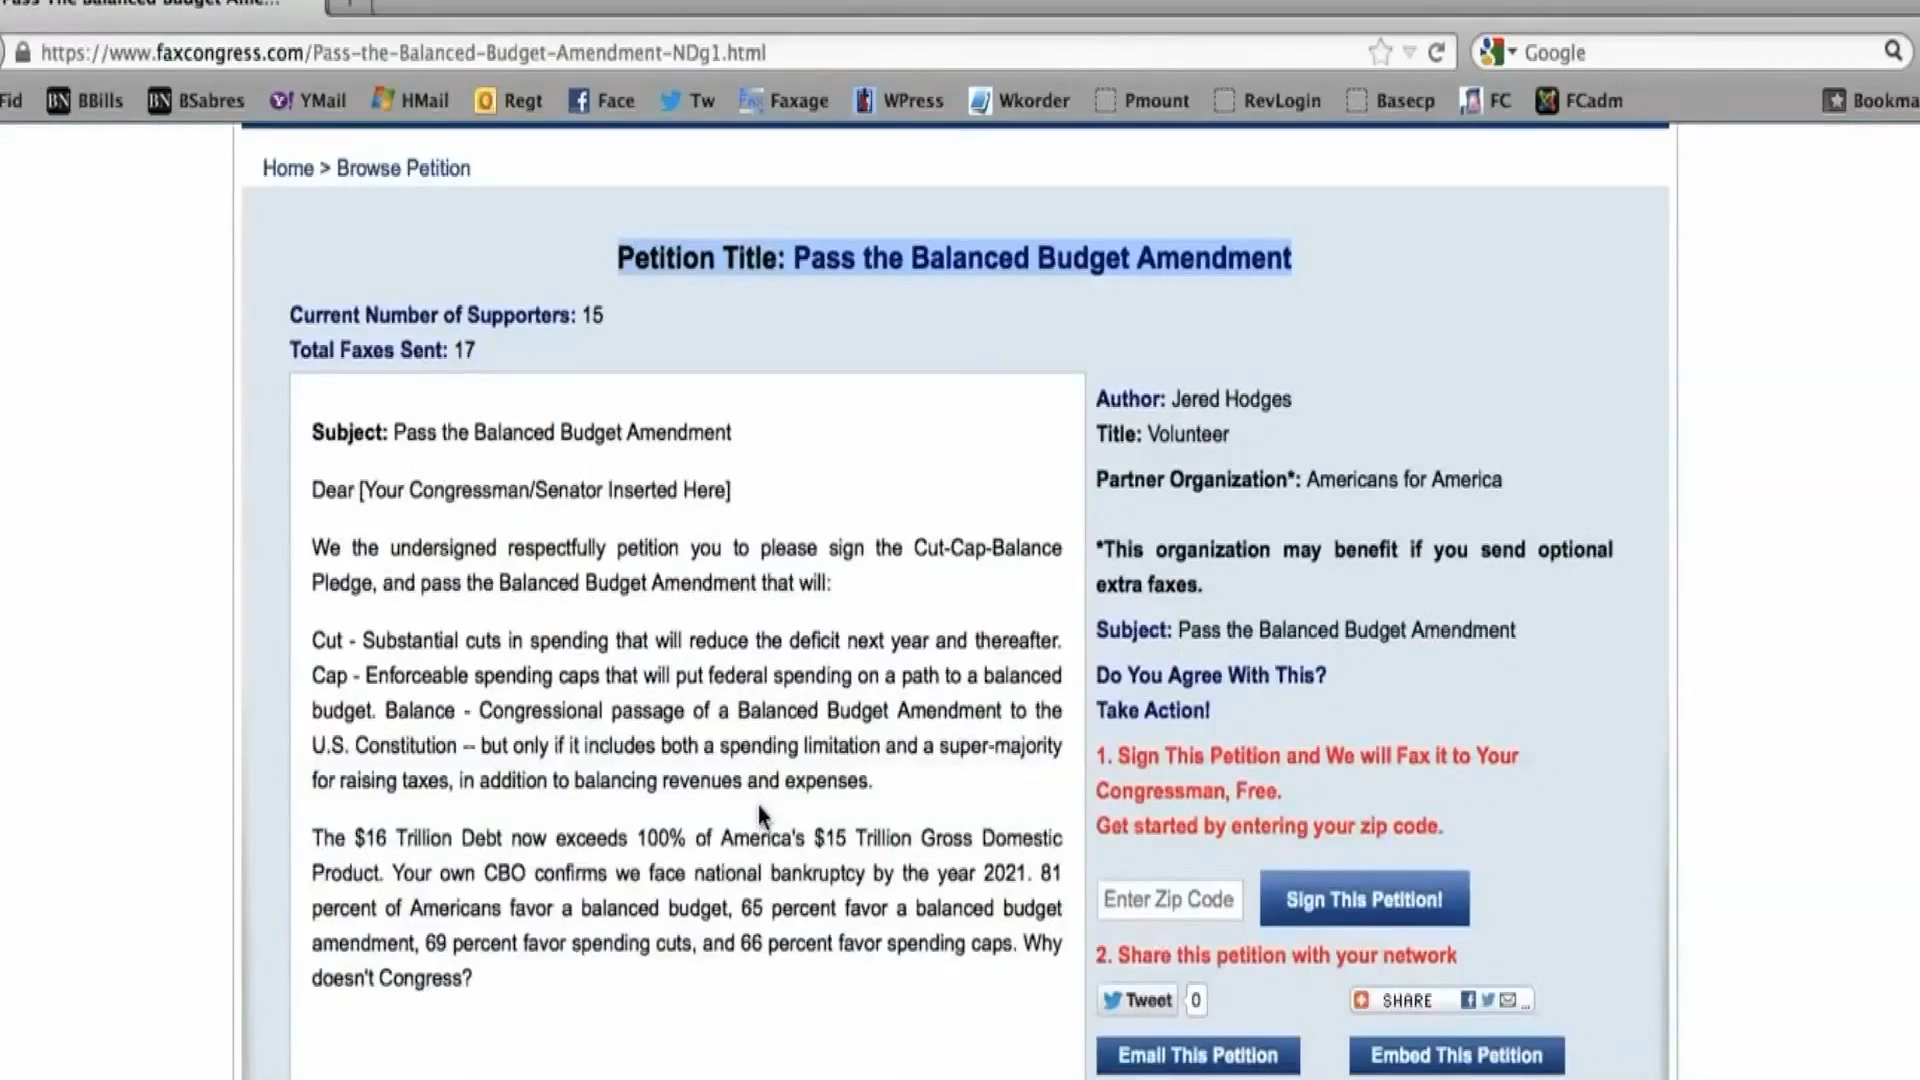 https://www.faxcongress.com/Pass-the-Balanced-Budget-Amendment-NDg1.html
Google
Fid BN BBills BN BSabres YMail HMail Regt Face Tw Faxage WPress Wkorder Pmount RevLogin Basecp FC FCadm Bookma
Home > Browse Petition
Petition Title: Pass the Balanced Budget Amendment
Current Number of Supporters: 15
Total Faxes Sent: 17
Subject: Pass the Balanced Budget Amendment
Dear [Your Congressman/Senator Inserted Here]
We the undersigned respectfully petition you to please sign the Cut-Cap-Balance
Pledge, and pass the Balanced Budget Amendment that will:
Cut - Substantial cuts in spending that will reduce the deficit next year and thereafter.
Cap - Enforceable spending caps that will put federal spending on a path to a balanced
budget. Balance - Congressional passage of a Balanced Budget Amendment to the
U.S. Constitution -- but only if it includes both a spending limitation and a super-majority
for raising taxes, in addition to balancing revenues and expenses.
The $16 Trillion Debt now exceeds 100% of America's $15 Trillion Gross Domestic
Product. Your own CBO confirms we face national bankruptcy by the year 2021. 81
percent of Americans favor a balanced budget, 65 percent favor a balanced budget
amendment, 69 percent favor spending cuts, and 66 percent favor spending caps. Why
doesn't Congress?
Author: Jered Hodges
Title: Volunteer
Partner Organization*: Americans for America
*This organization may benefit if you send optional
extra faxes.
Subject: Pass the Balanced Budget Amendment
Do You Agree With This?
Take Action!
1. Sign This Petition and We will Fax it to Your
Congressman, Free.
Get started by entering your zip code.
Enter Zip Code Sign This Petition!
2. Share this petition with your network
Tweet 0 SHARE ...
Email This Petition Embed This Petition